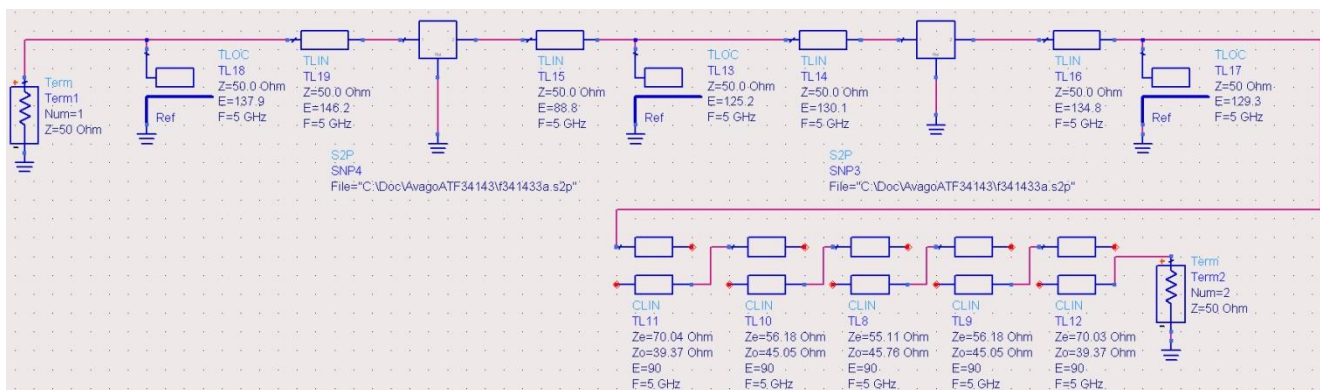 Term
Term1
Num=1
Z=50 Ohm
Ref
TLOC
TL18
Z=50.0 Ohm
E=137.9
F=5 GHz
TLIN
TL19
Z=50.0 Ohm
E=146.2
F=5 GHz
1
2
Ref
S2P
SNP4
File="C:\Doc\AvagoATF34143\f341433a.s2p"
TLIN
TL15
Z=50.0 Ohm
E=88.8
F=5 GHz
Ref
TLOC
TL13
Z=50.0 Ohm
E=125.2
F=5 GHz
TLIN
TL14
Z=50.0 Ohm
E=130.1
F=5 GHz
1
2
Ref
S2P
SNP3
File="C:\Doc\AvagoATF34143\f341433a.s2p"
TLIN
TL16
Z=50.0 Ohm
E=134.8
F=5 GHz
Ref
TLOC
TL17
Z=50 Ohm
E=129.3
F=5 GHz
CLIN
TL11
Ze=70.04 Ohm
Zo=39.37 Ohm
E=90
F=5 GHz
CLIN
TL10
Ze=56.18 Ohm
Zo=45.05 Ohm
E=90
F=5 GHz
CLIN
TL8
Ze=55.11 Ohm
Zo=45.76 Ohm
E=90
F=5 GHz
CLIN
TL9
Ze=56.18 Ohm
Zo=45.05 Ohm
E=90
F=5 GHz
CLIN
TL12
Ze=70.03 Ohm
Zo=39.37 Ohm
E=90
F=5 GHz
Term
Term2
Num=2
Z=50 Ohm